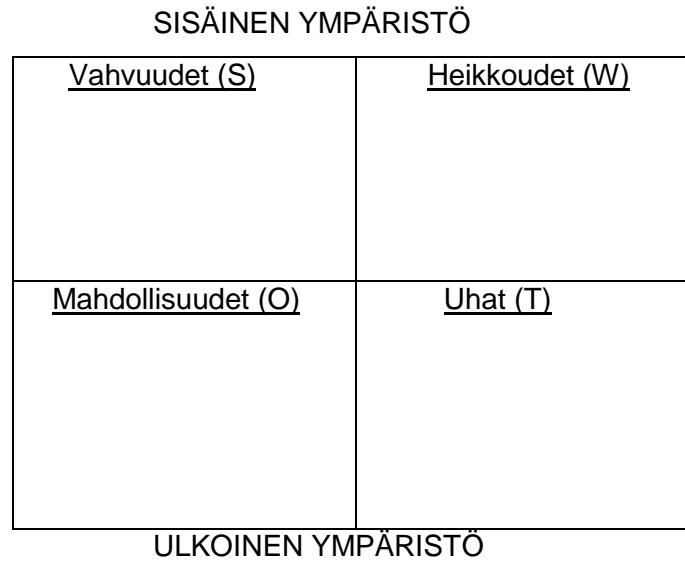 SISÄINEN YMPÄRISTÖ
Vahvuudet (S) Heikkoudet (W)
Mahdollisuudet (O) Uhat (T)
ULKOINEN YMPÄRISTÖ